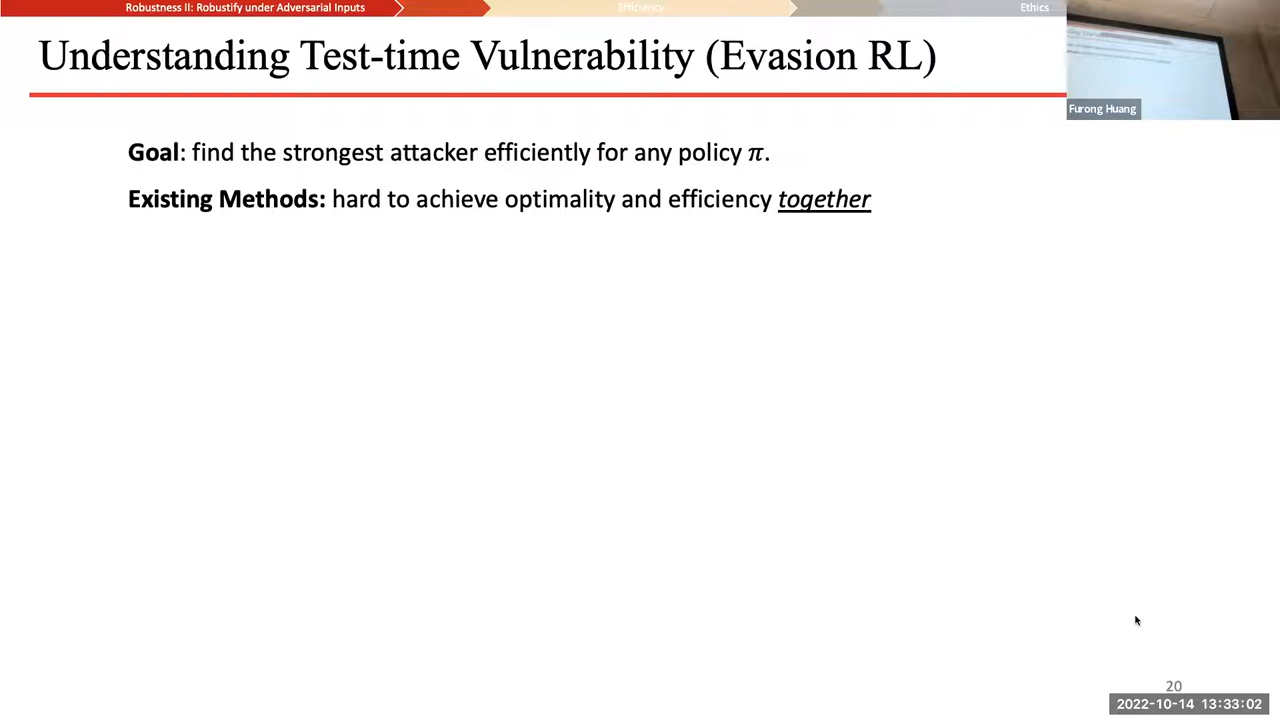 Robustness II: Robustify under Adversarial Inputs
Efficiency
Ethics
Understanding Test-time Vulnerability (Evasion RL)
Furong Huang
Goal: find the strongest attacker efficiently for any policy π.
Existing Methods: hard to achieve optimality and efficiency together
20
2022-10-14 13:33:02